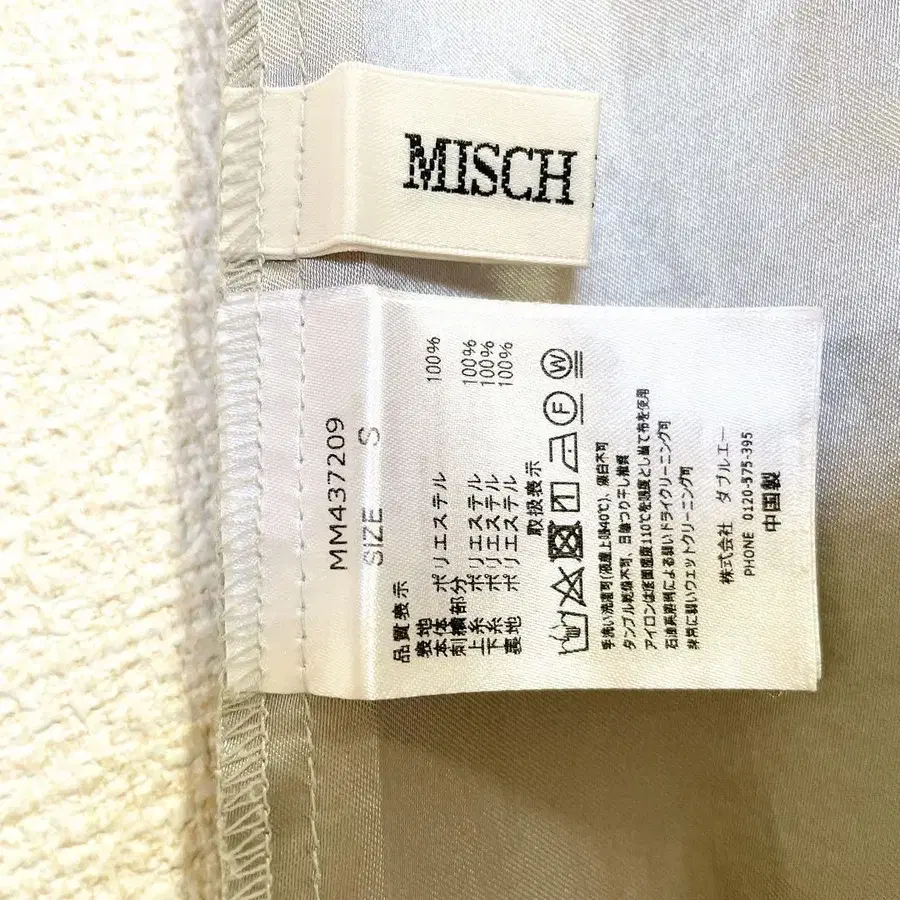 MISCH
MM437209
SIZE S
品質表示
表地
本体 ポリエステル 100%
刺繍部分
上糸 ポリエステル 100%
下糸 ポリエステル 100%
裏地 ポリエステル 100%
取扱表示
手洗い洗濯可(液温上限40℃)、漂白不可
タンブル乾燥不可、日陰つり干し推奨
アイロンは底面温度110℃を限度とし当て布を使用
石油系溶剤による弱いドライクリーニング可
非常に弱いウェットクリーニング可
株式会社 ダブルエー
PHONE 0120-575-395
中国製